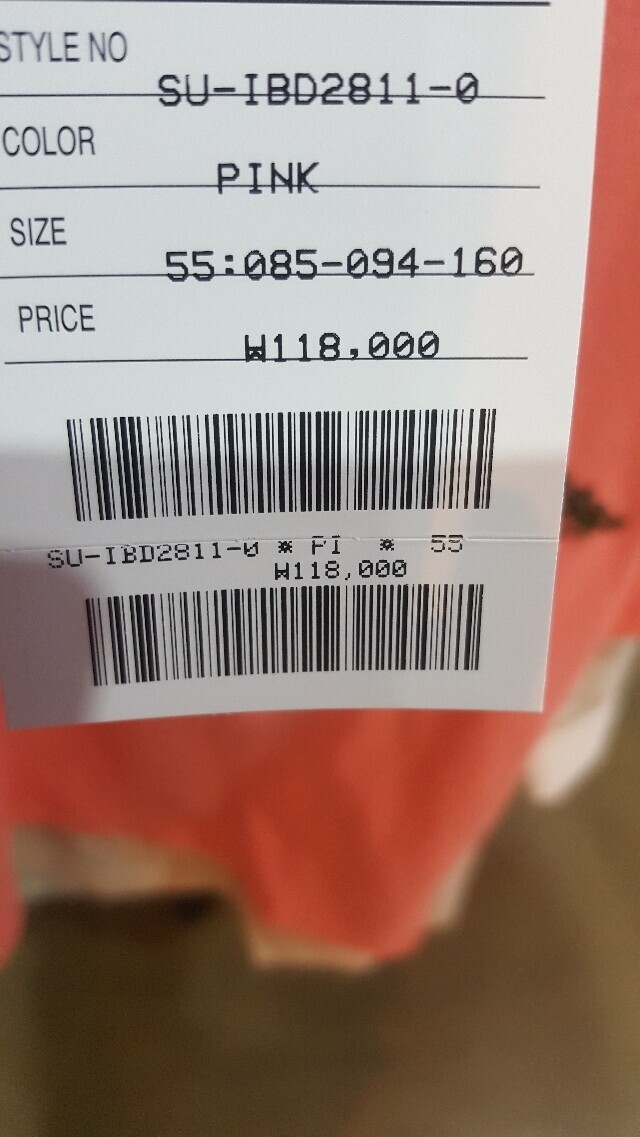 STYLE NO
SU-IBD2811-0
COLOR
PINK
SIZE
55:085-094-160
PRICE
₩118,000
SU-IBD2811-0 * PI * 55
₩118,000